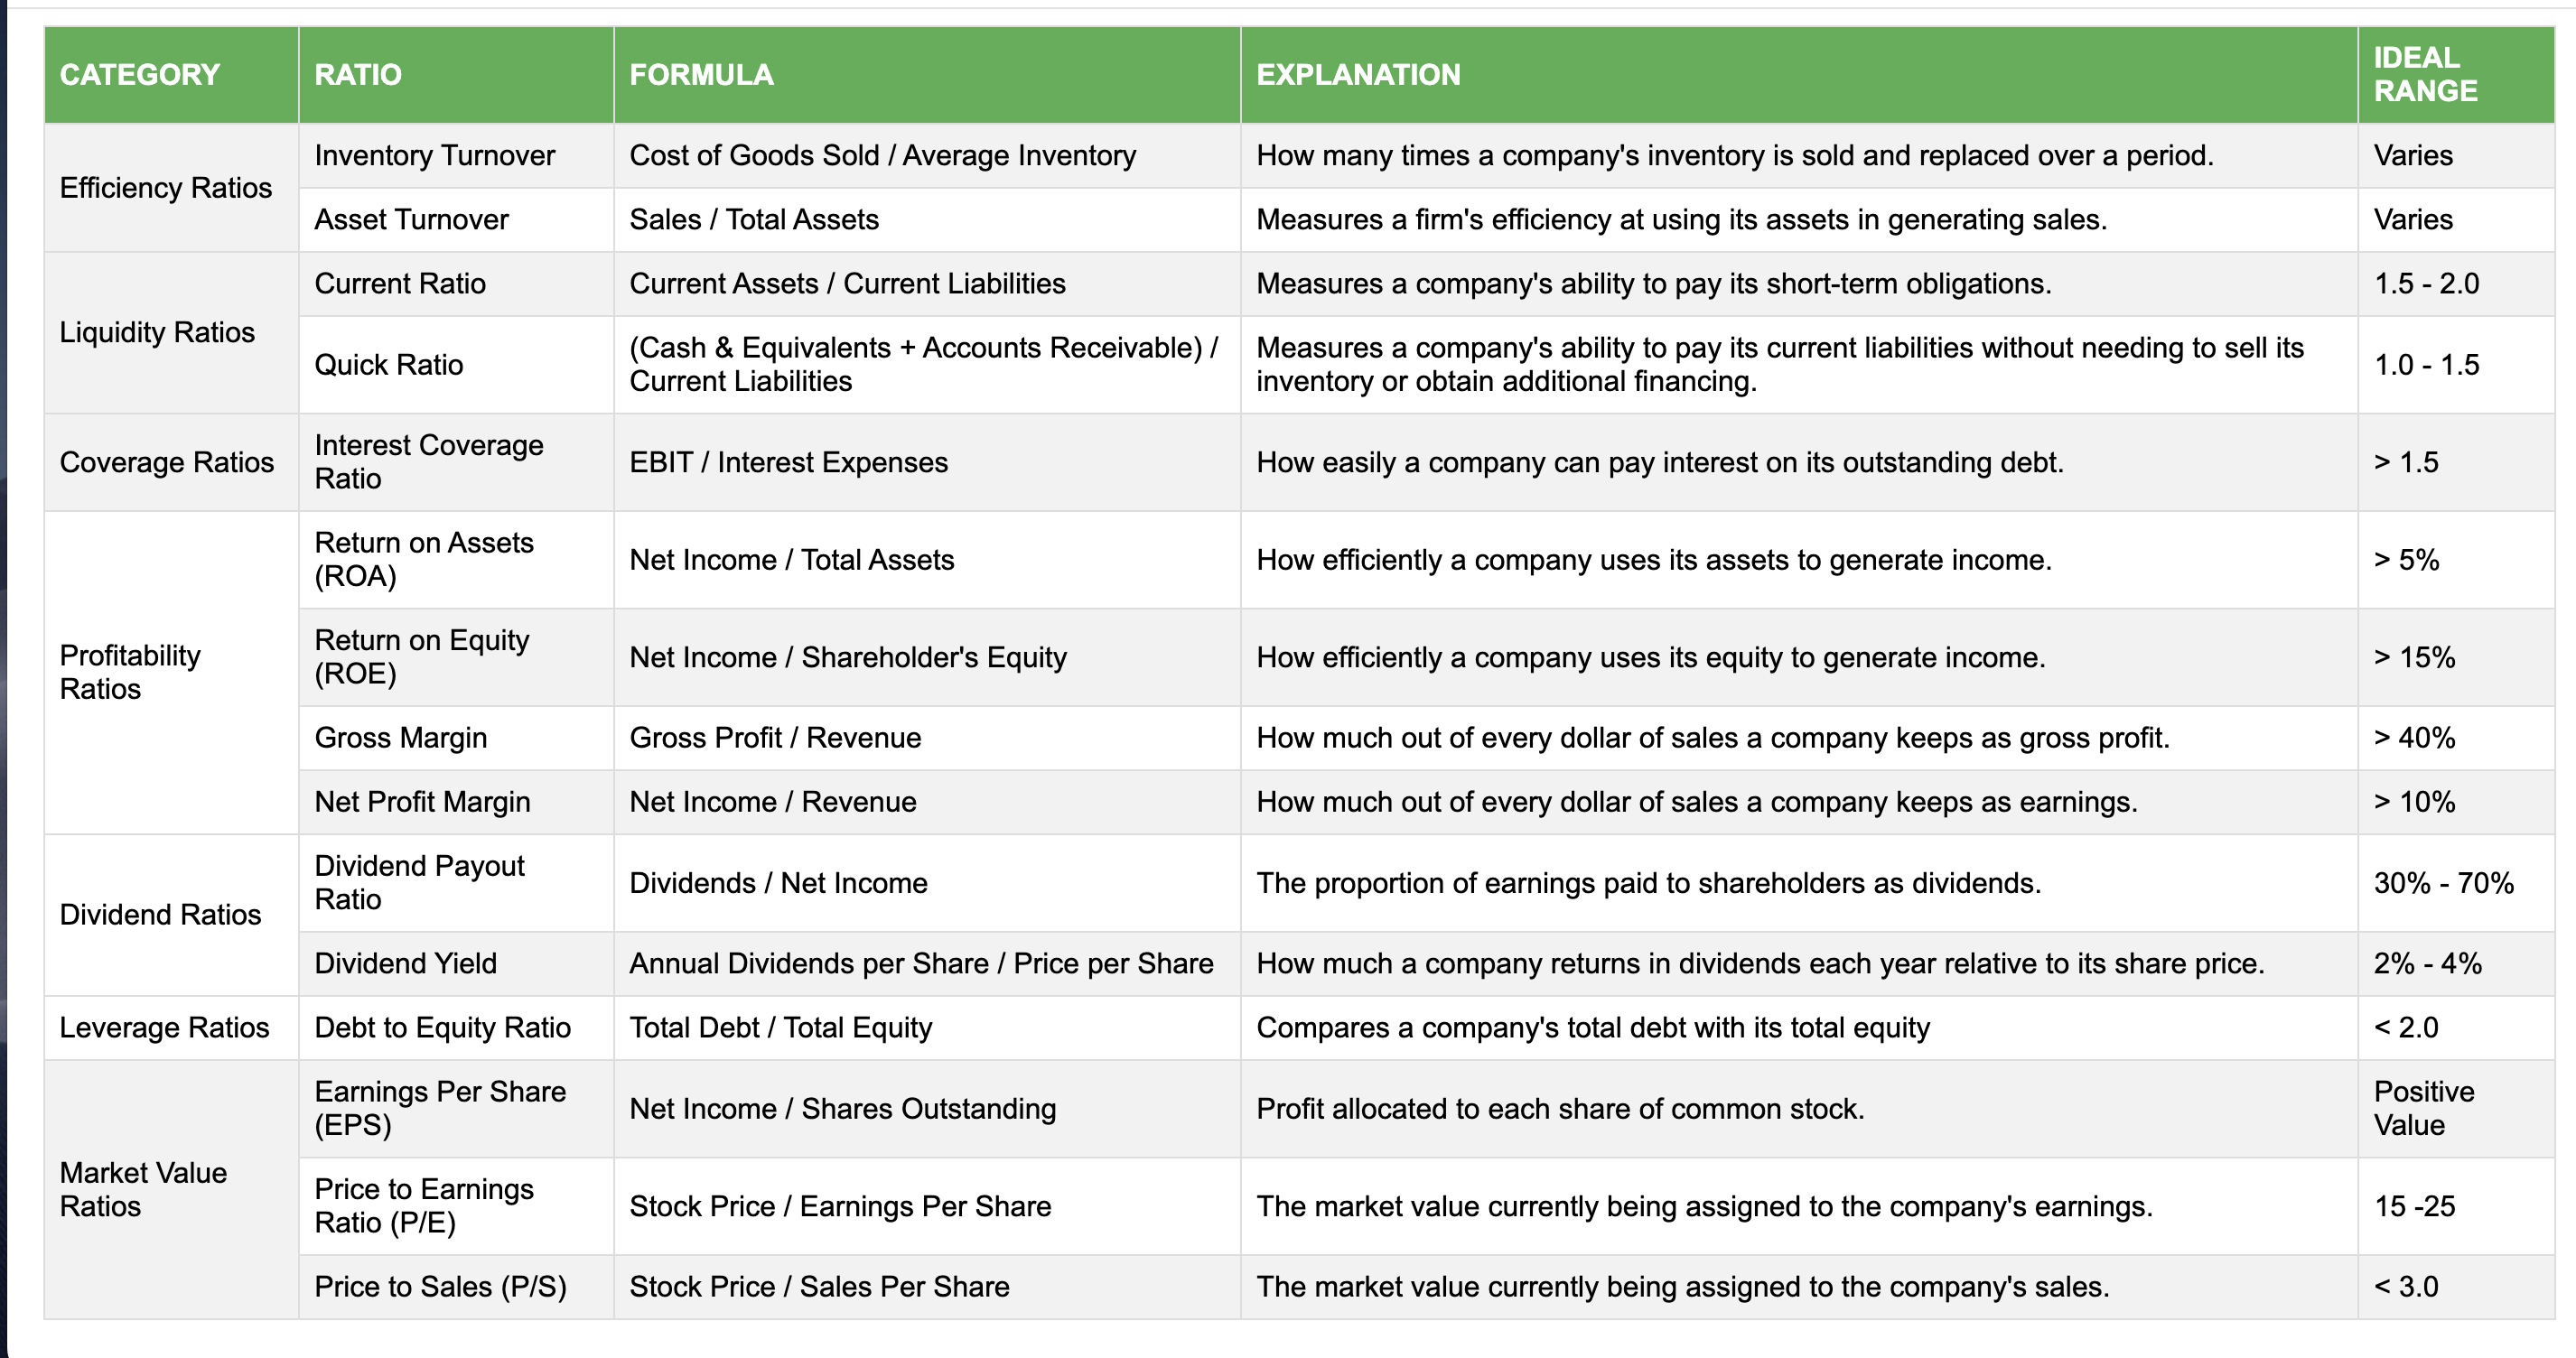 CATEGORY RATIO FORMULA EXPLANATION IDEAL
RANGE
Efficiency Ratios
Inventory Turnover Cost of Goods Sold / Average Inventory How many times a company's inventory is sold and replaced over a period. Varies
Asset Turnover Sales / Total Assets Measures a firm's efficiency at using its assets in generating sales. Varies
Liquidity Ratios
Current Ratio Current Assets / Current Liabilities Measures a company's ability to pay its short-term obligations. 1.5 - 2.0
Quick Ratio
(Cash & Equivalents + Accounts Receivable) /
Current Liabilities
Measures a company's ability to pay its current liabilities without needing to sell its
inventory or obtain additional financing.
1.0 - 1.5
Coverage Ratios
Interest Coverage
Ratio
EBIT / Interest Expenses How easily a company can pay interest on its outstanding debt. > 1.5
Profitability
Ratios
Return on Assets
(ROA)
Net Income / Total Assets How efficiently a company uses its assets to generate income. > 5%
Return on Equity
(ROE)
Net Income / Shareholder's Equity How efficiently a company uses its equity to generate income. > 15%
Gross Margin Gross Profit / Revenue How much out of every dollar of sales a company keeps as gross profit. > 40%
Net Profit Margin Net Income / Revenue How much out of every dollar of sales a company keeps as earnings. > 10%
Dividend Ratios
Dividend Payout
Ratio
Dividends / Net Income The proportion of earnings paid to shareholders as dividends. 30% - 70%
Dividend Yield Annual Dividends per Share / Price per Share How much a company returns in dividends each year relative to its share price. 2% - 4%
Leverage Ratios Debt to Equity Ratio Total Debt / Total Equity Compares a company's total debt with its total equity < 2.0
Market Value
Ratios
Earnings Per Share
(EPS)
Net Income / Shares Outstanding Profit allocated to each share of common stock.
Positive
Value
Price to Earnings
Ratio (P/E)
Stock Price / Earnings Per Share The market value currently being assigned to the company's earnings. 15 -25
Price to Sales (P/S) Stock Price / Sales Per Share The market value currently being assigned to the company's sales. < 3.0